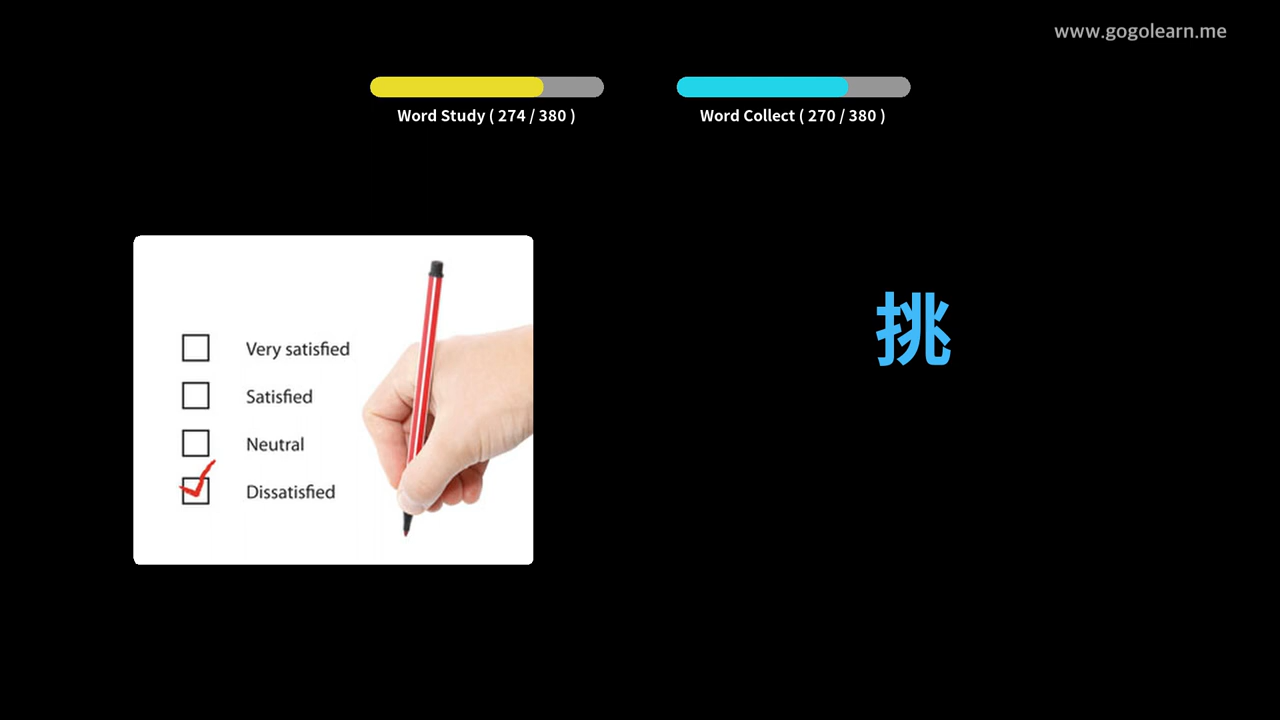 www.gogolearn.me
Word Study ( 274 / 380 )
Word Collect ( 270 / 380 )
Very satisfied
Satisfied
Neutral
Dissatisfied
挑